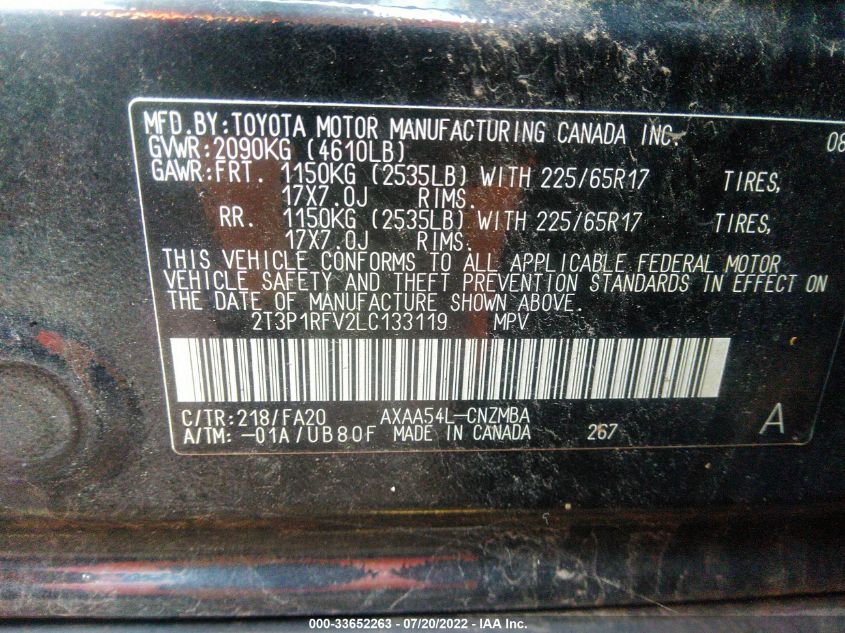 MFD.BY:TOYOTA MOTOR MANUFACTURING CANADA INC. 08
GVWR:2090KG (4610LB)
GAWR:FRT. 1150KG (2535LB) WITH 225/65R17 TIRES,
17X7.0J RIMS.
RR. 1150KG (2535LB) WITH 225/65R17 TIRES,
17X7.0J RIMS.
THIS VEHICLE CONFORMS TO ALL APPLICABLE FEDERAL MOTOR
VEHICLE SAFETY AND THEFT PREVENTION STANDARDS IN EFFECT ON
THE DATE OF MANUFACTURE SHOWN ABOVE.
2T3P1RFV2LC133119 MPV
C/TR:218/FA20 AXAA54L-CNZMBA A
A/TM: -01A/UB80F MADE IN CANADA 267
000-33652263 - 07/20/2022 - IAA Inc.